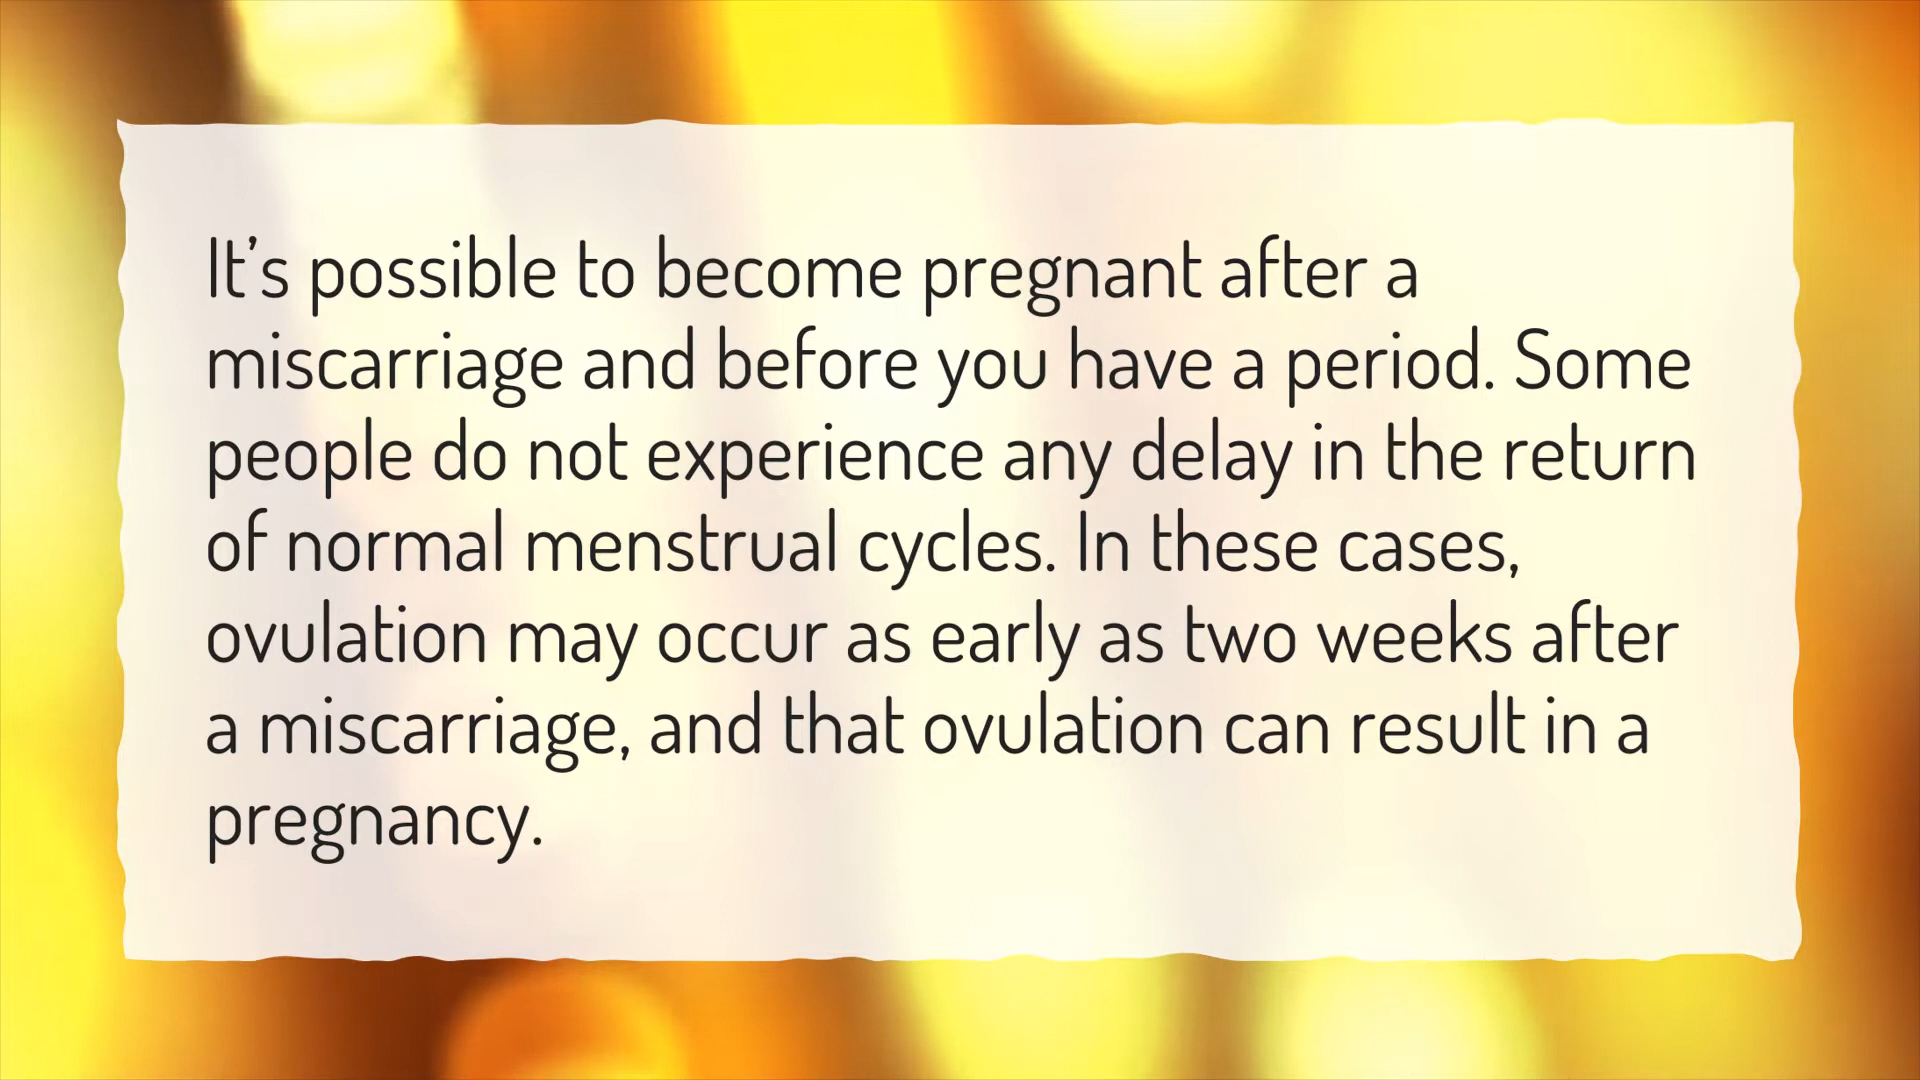 It’s possible to become pregnant after a
miscarriage and before you have a period. Some
people do not experience any delay in the return
of normal menstrual cycles. In these cases,
ovulation may occur as early as two weeks after
a miscarriage, and that ovulation can result in a
pregnancy.